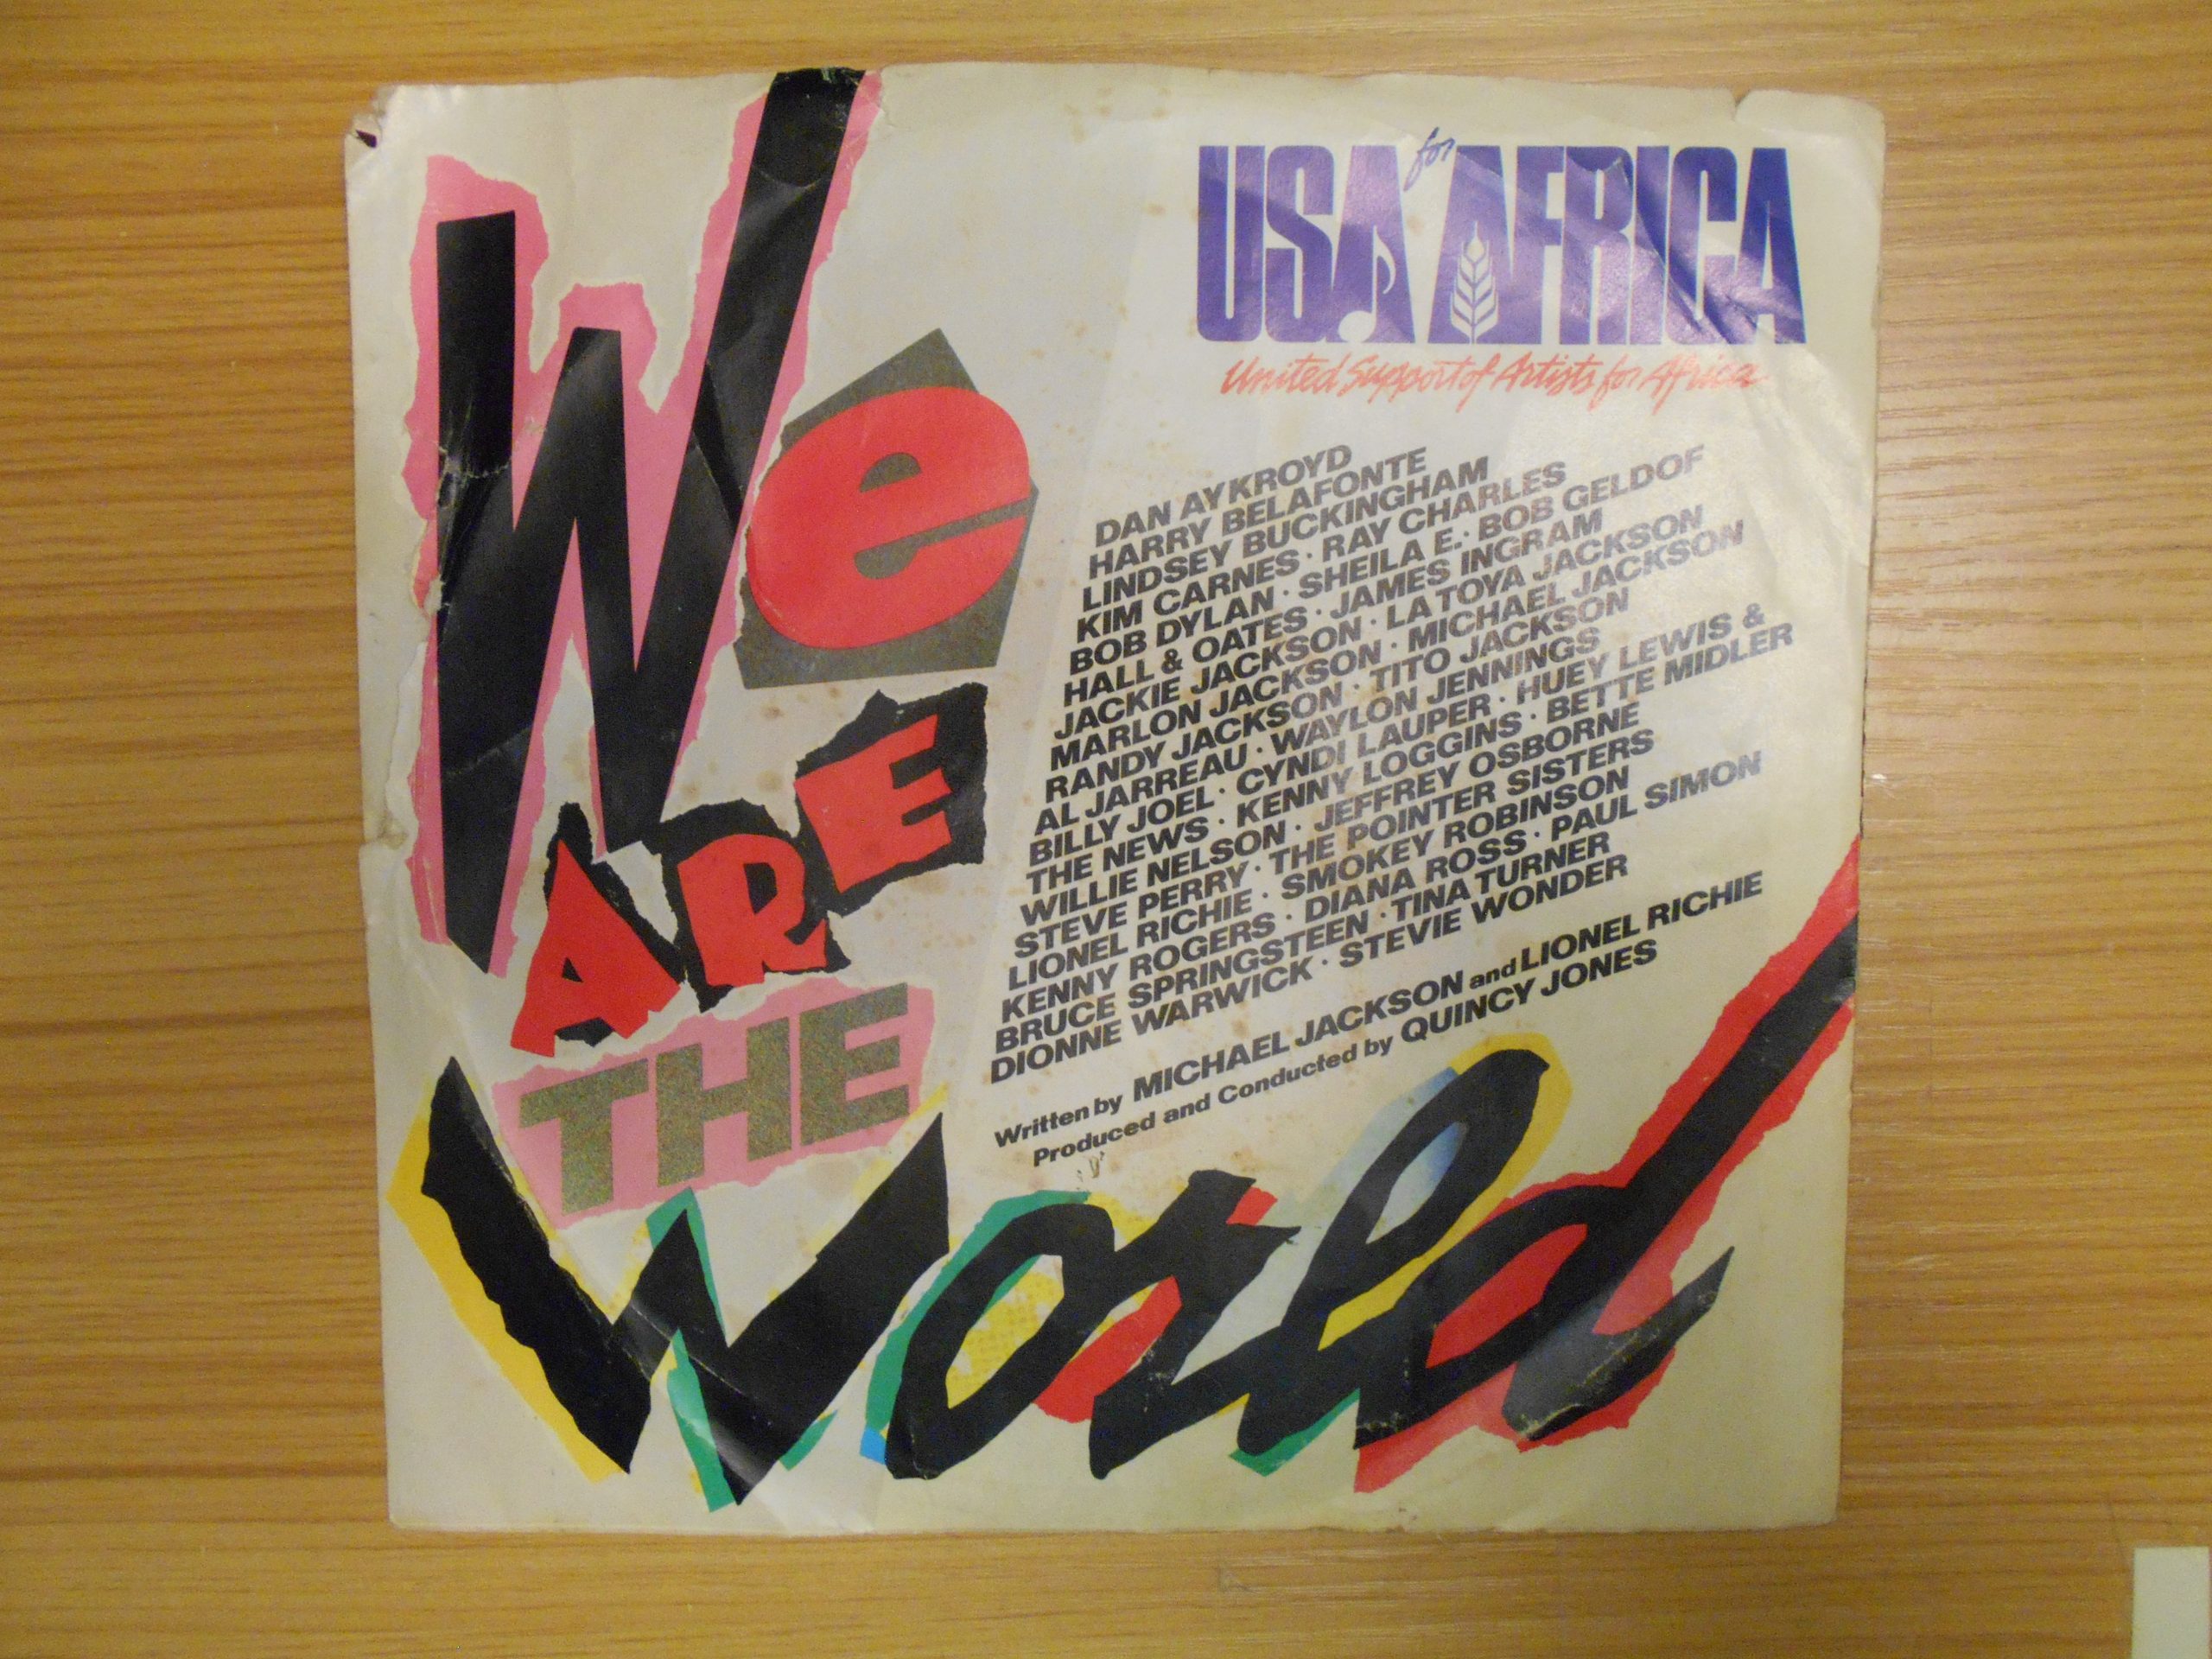 We
ARE
THE
World
USA for AFRICA
United Support of Artists for Africa
DAN AYKROYD
HARRY BELAFONTE
LINDSEY BUCKINGHAM
KIM CARNES · RAY CHARLES
BOB DYLAN · SHEILA E. · BOB GELDOF
HALL & OATES · JAMES INGRAM
JACKIE JACKSON · LA TOYA JACKSON
MARLON JACKSON · MICHAEL JACKSON
RANDY JACKSON · TITO JACKSON
AL JARREAU · WAYLON JENNINGS
BILLY JOEL · CYNDI LAUPER · HUEY LEWIS &
THE NEWS · KENNY LOGGINS · BETTE MIDLER
WILLIE NELSON · JEFFREY OSBORNE
STEVE PERRY · THE POINTER SISTERS
LIONEL RICHIE · SMOKEY ROBINSON
KENNY ROGERS · DIANA ROSS · PAUL SIMON
BRUCE SPRINGSTEEN · TINA TURNER
DIONNE WARWICK · STEVIE WONDER
Written by MICHAEL JACKSON and LIONEL RICHIE
Produced and Conducted by QUINCY JONES